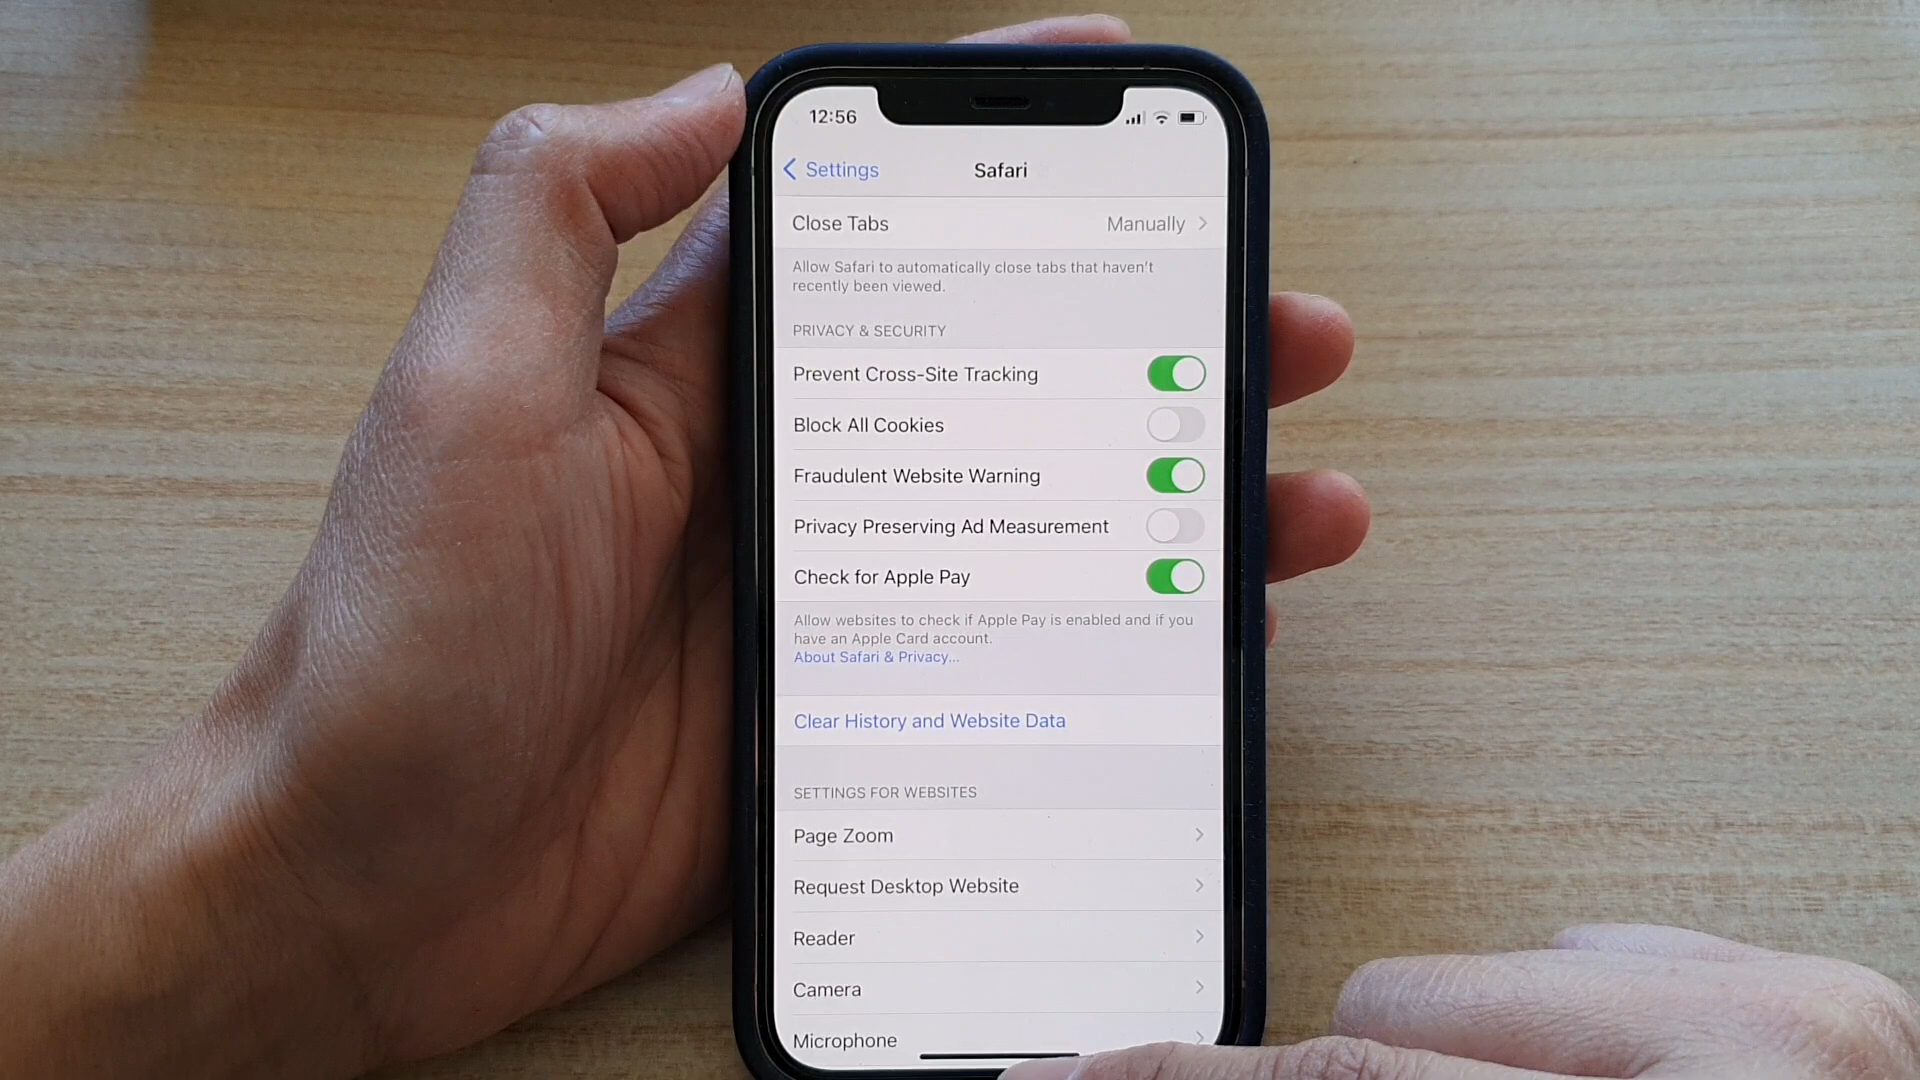 12:56
Settings
Safari
Close Tabs Manually
Allow Safari to automatically close tabs that haven't
recently been viewed.
PRIVACY & SECURITY
Prevent Cross-Site Tracking
Block All Cookies
Fraudulent Website Warning
Privacy Preserving Ad Measurement
Check for Apple Pay
Allow websites to check if Apple Pay is enabled and if you
have an Apple Card account.
About Safari & Privacy...
Clear History and Website Data
SETTINGS FOR WEBSITES
Page Zoom
Request Desktop Website
Reader
Camera
Microphone